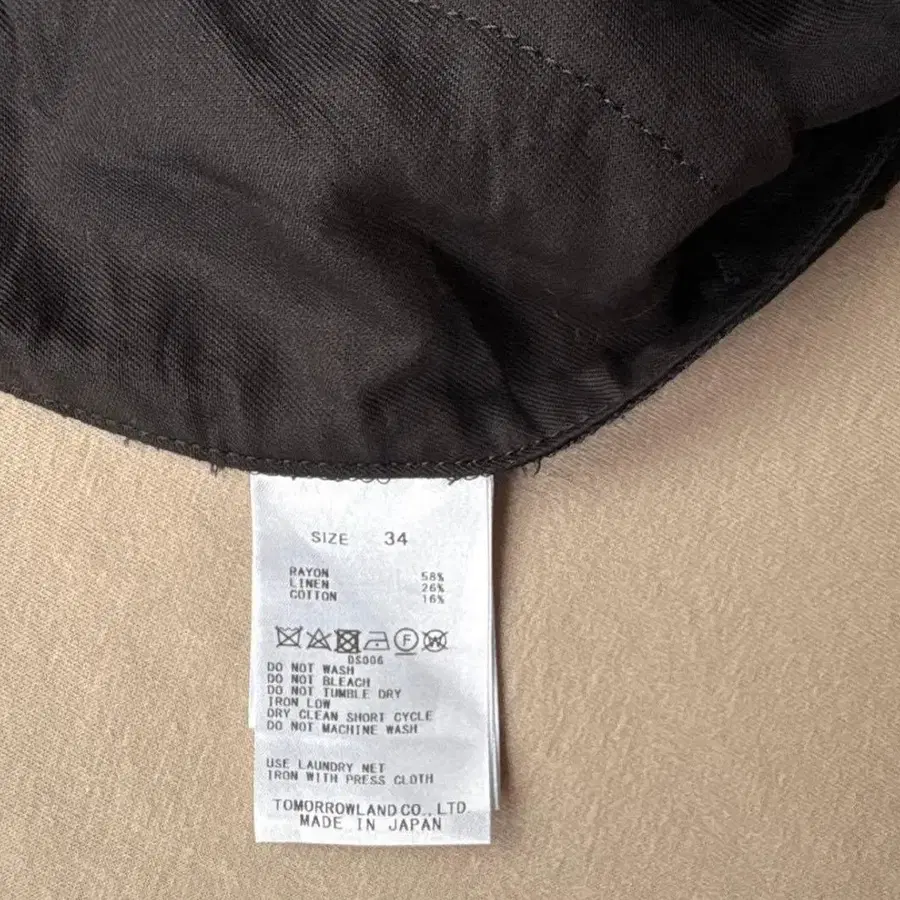 SIZE 34
RAYON 58%
LINEN 26%
COTTON 16%
F W
DS006
DO NOT WASH
DO NOT BLEACH
DO NOT TUMBLE DRY
IRON LOW
DRY CLEAN SHORT CYCLE
DO NOT MACHINE WASH
USE LAUNDRY NET
IRON WITH PRESS CLOTH
TOMORROWLAND CO., LTD
MADE IN JAPAN